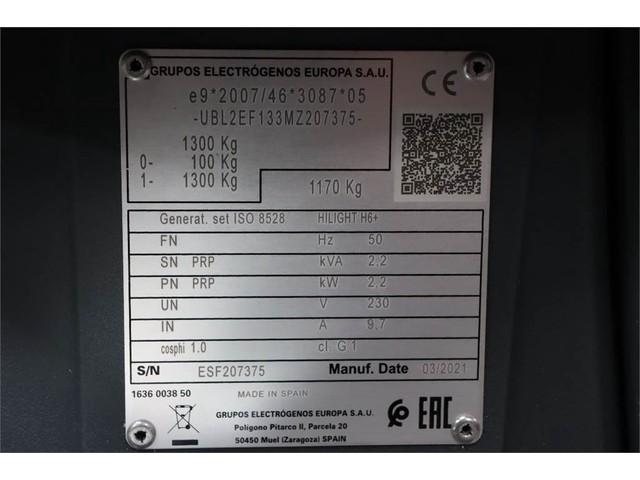 GRUPOS ELECTRÓGENOS EUROPA S.A.U.
CE
e9*2007/46*3087*05
-UBL2EF133MZ207375-
1300 Kg
0- 100 Kg
1- 1300 Kg
1170 Kg
Generat. set ISO 8528 HILIGHT H6+
FN Hz 50
SN PRP kVA 2,2
PN PRP kW 2,2
UN V 230
IN A 9,7
cosphi 1.0 cl. G1
S/N ESF207375 Manuf. Date 03/2021
1636 0038 50 MADE IN SPAIN
GRUPOS ELECTRÓGENOS EUROPA S.A.U.
Polígono Pitarco II, Parcela 20
50450 Muel (Zaragoza) SPAIN
EAC